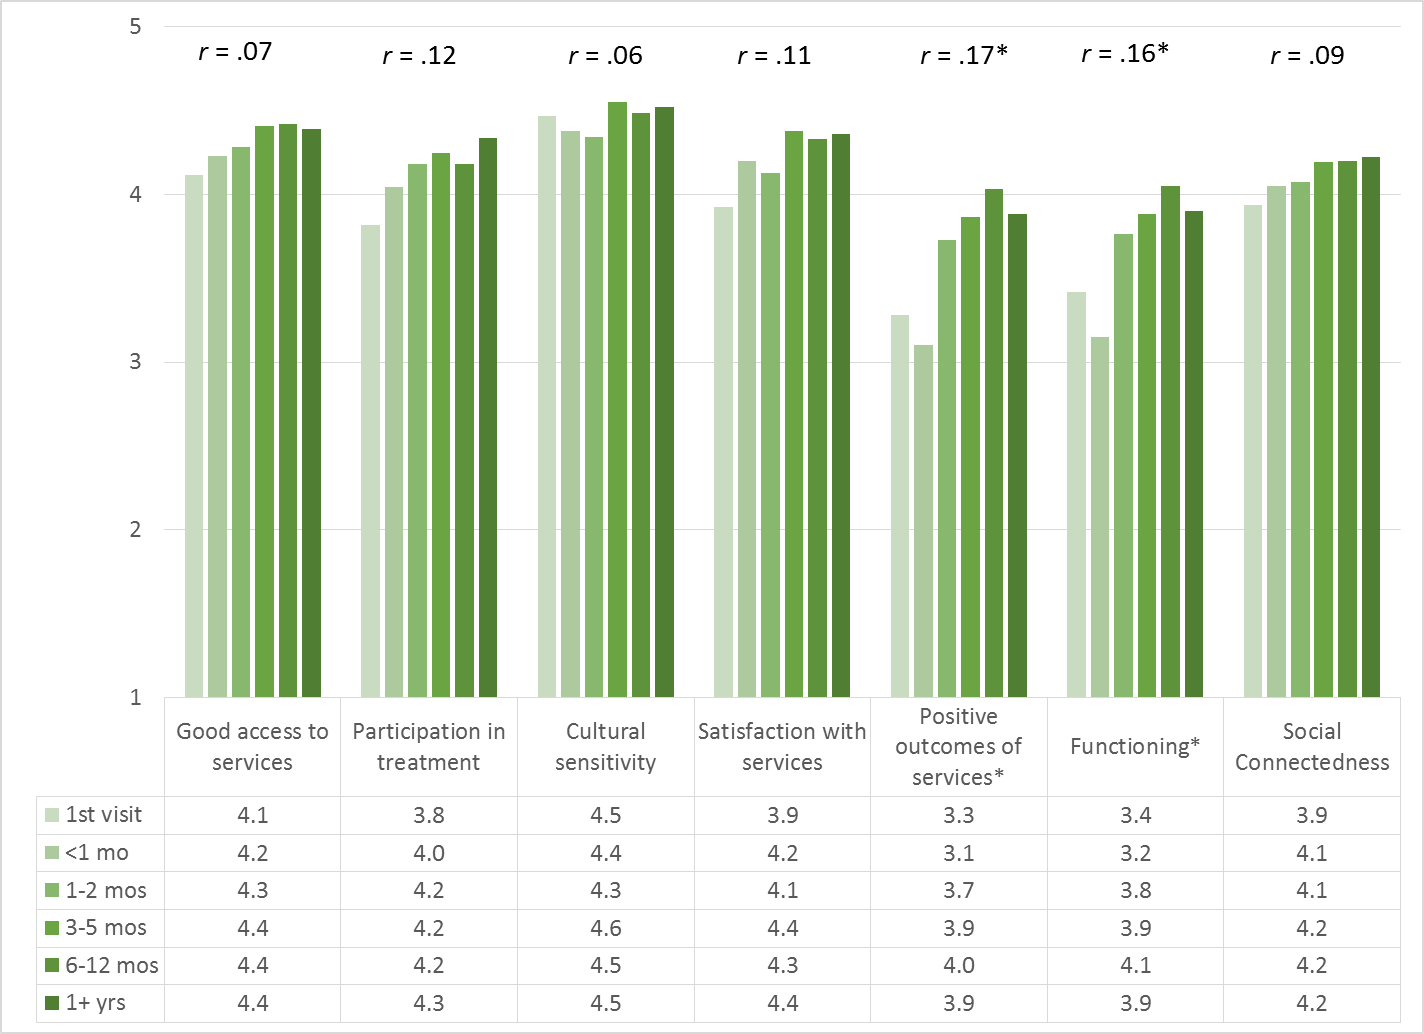 5
r = .07
r = .12
r = .06
r = .11
r = .17*
r = .16*
r = .09
4
3
2
1
Good access to
services
Participation in
treatment
Cultural
sensitivity
Satisfaction with
services
Positive
outcomes of
services*
Functioning*
Social
Connectedness
1st visit 4.1 3.8 4.5 3.9 3.3 3.4 3.9
<1 mo 4.2 4.0 4.4 4.2 3.1 3.2 4.1
1-2 mos 4.3 4.2 4.3 4.1 3.7 3.8 4.1
3-5 mos 4.4 4.2 4.6 4.4 3.9 3.9 4.2
6-12 mos 4.4 4.2 4.5 4.3 4.0 4.1 4.2
1+ yrs 4.4 4.3 4.5 4.4 3.9 3.9 4.2